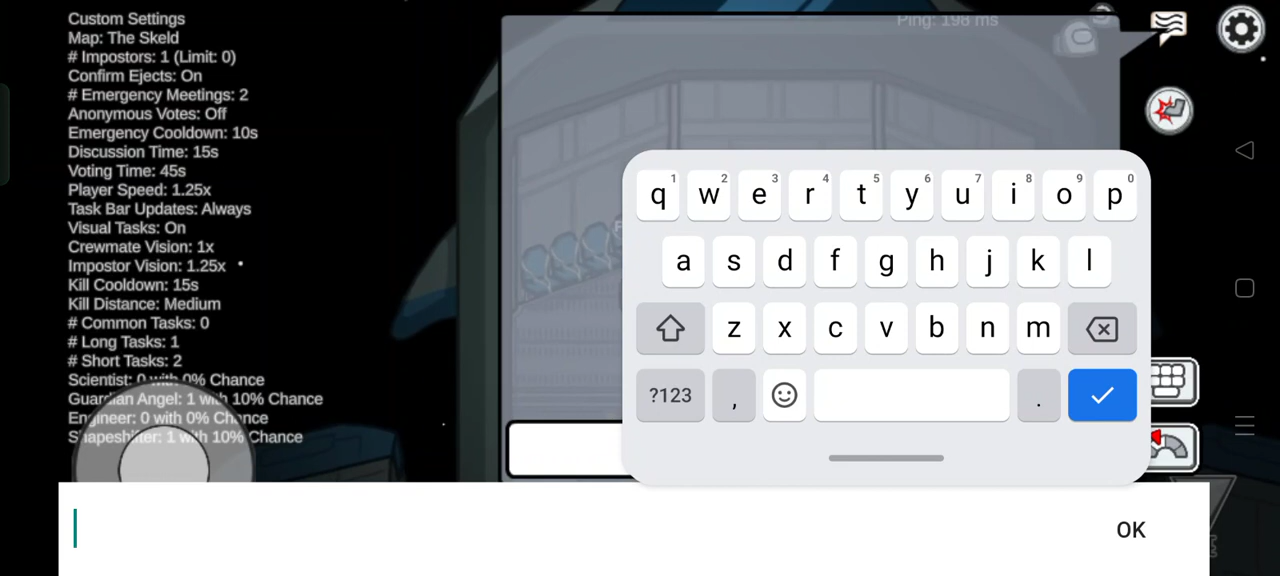 Custom Settings
Map: The Skeld
# Impostors: 1 (Limit: 0)
Confirm Ejects: On
# Emergency Meetings: 2
Anonymous Votes: Off
Emergency Cooldown: 10s
Discussion Time: 15s
Voting Time: 45s
Player Speed: 1.25x
Task Bar Updates: Always
Visual Tasks: On
Crewmate Vision: 1x
Impostor Vision: 1.25x
Kill Cooldown: 15s
Kill Distance: Medium
# Common Tasks: 0
# Long Tasks: 1
# Short Tasks: 2
Scientist: 0 with 0% Chance
Guardian Angel: 1 with 10% Chance
Engineer: 0 with 0% Chance
Shapeshifter: 1 with 10% Chance
Ping: 198 ms
q 1 w 2 e 3 r 4 t 5 y 6 u 7 i 8 o 9 p 0
a s d f g h j k l
z x c v b n m
?123 , .
OK